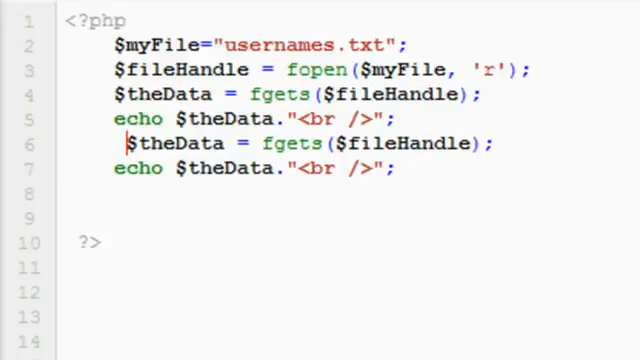 1 <?php
2 $myFile="usernames.txt";
3 $fileHandle = fopen($myFile, 'r');
4 $theData = fgets($fileHandle);
5 echo $theData."<br />";
6 $theData = fgets($fileHandle);
7 echo $theData."<br />";
8
9
10 ?>
11
12
13
14